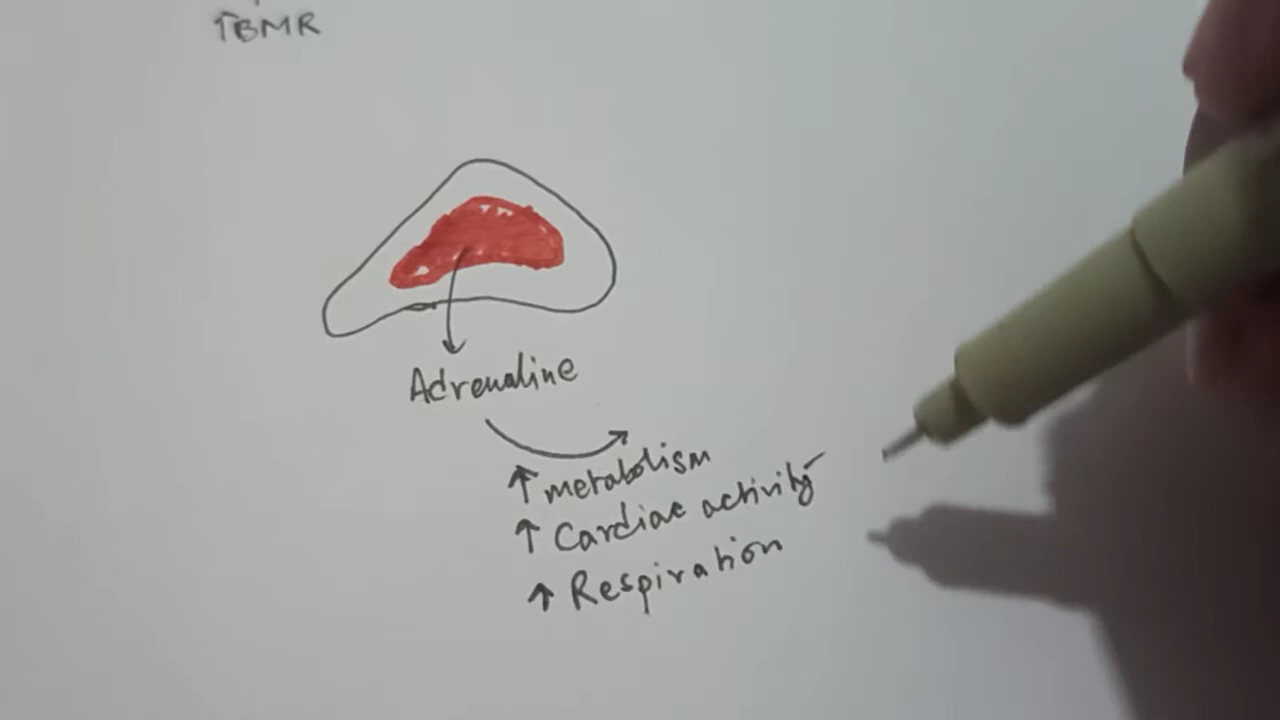 ↑BMR
Adrenaline
↑ metabolism
↑ Cardiac activity
↑ Respiration